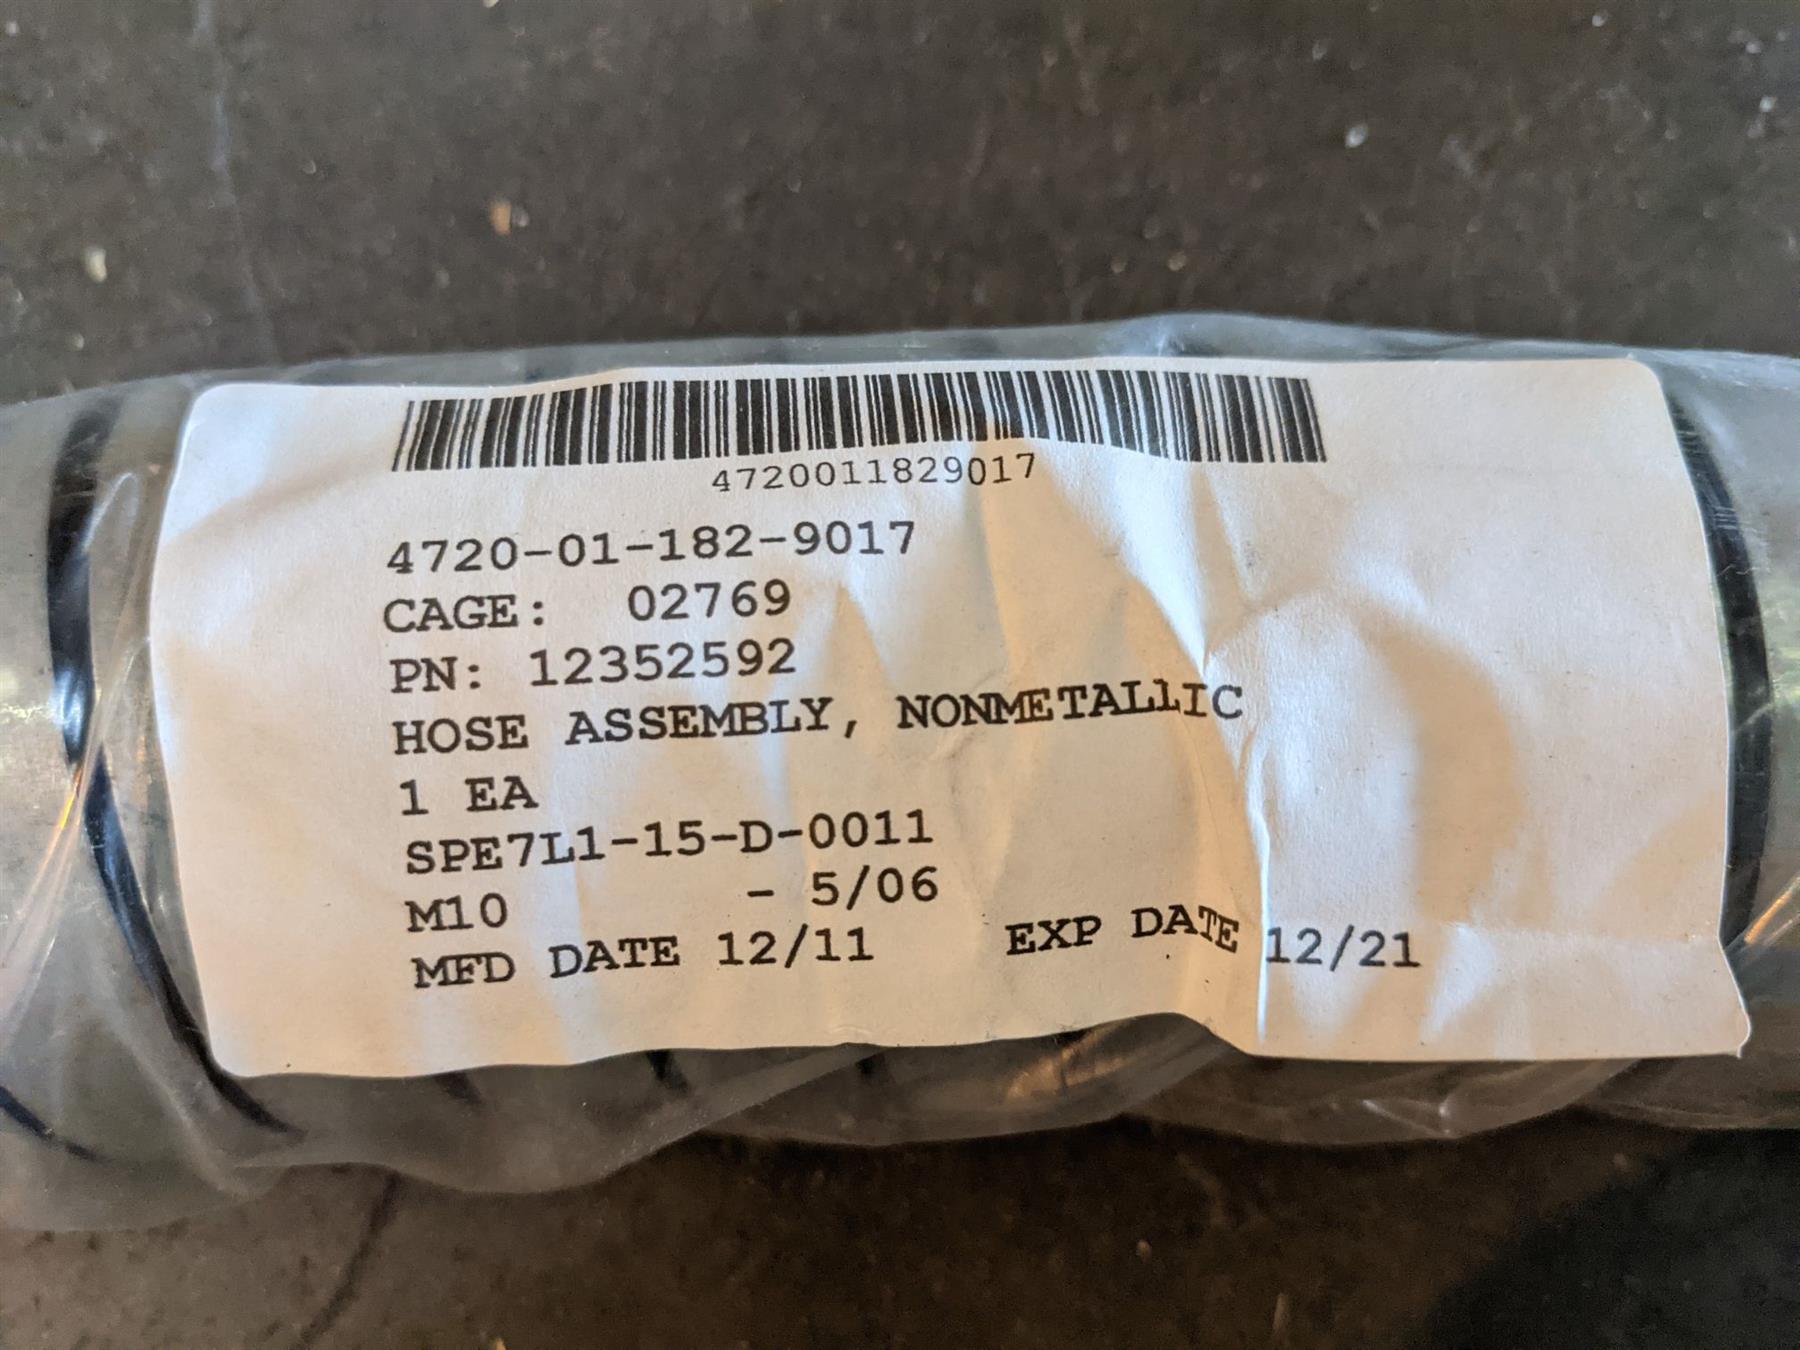 4720011829017
4720-01-182-9017
CAGE: 02769
PN: 12352592
HOSE ASSEMBLY, NONMETALLIC
1 EA
SPE7L1-15-D-0011
M10 - 5/06
MFD DATE 12/11 EXP DATE 12/21